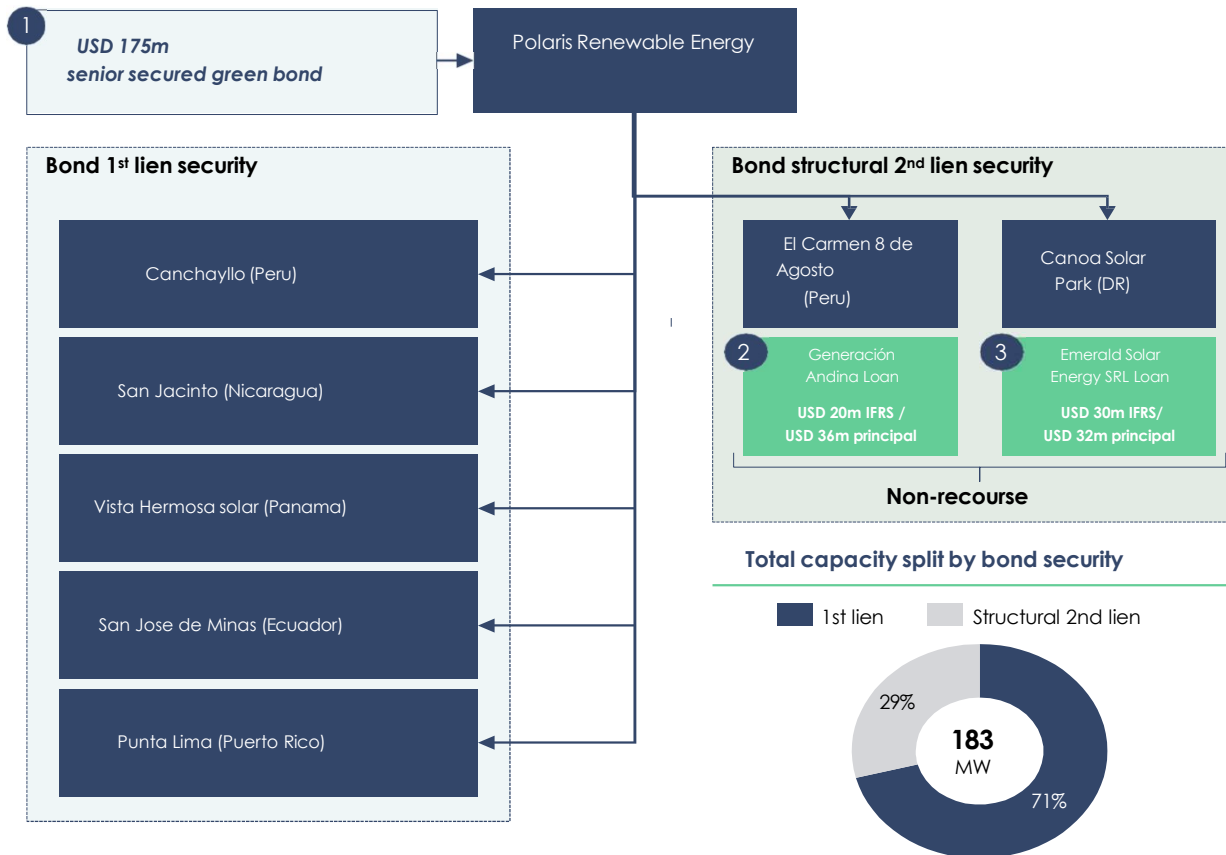 1
USD 175m
senior secured green bond
Polaris Renewable Energy
Bond 1st lien security
Canchayllo (Peru)
San Jacinto (Nicaragua)
Vista Hermosa solar (Panama)
San Jose de Minas (Ecuador)
Punta Lima (Puerto Rico)
Bond structural 2nd lien security
El Carmen 8 de
Agosto
(Peru)
Canoa Solar
Park (DR)
2
Generación
Andina Loan
USD 20m IFRS /
USD 36m principal
3
Emerald Solar
Energy SRL Loan
USD 30m IFRS/
USD 32m principal
Non-recourse
Total capacity split by bond security
1st lien
Structural 2nd lien
29%
183
MW
71%